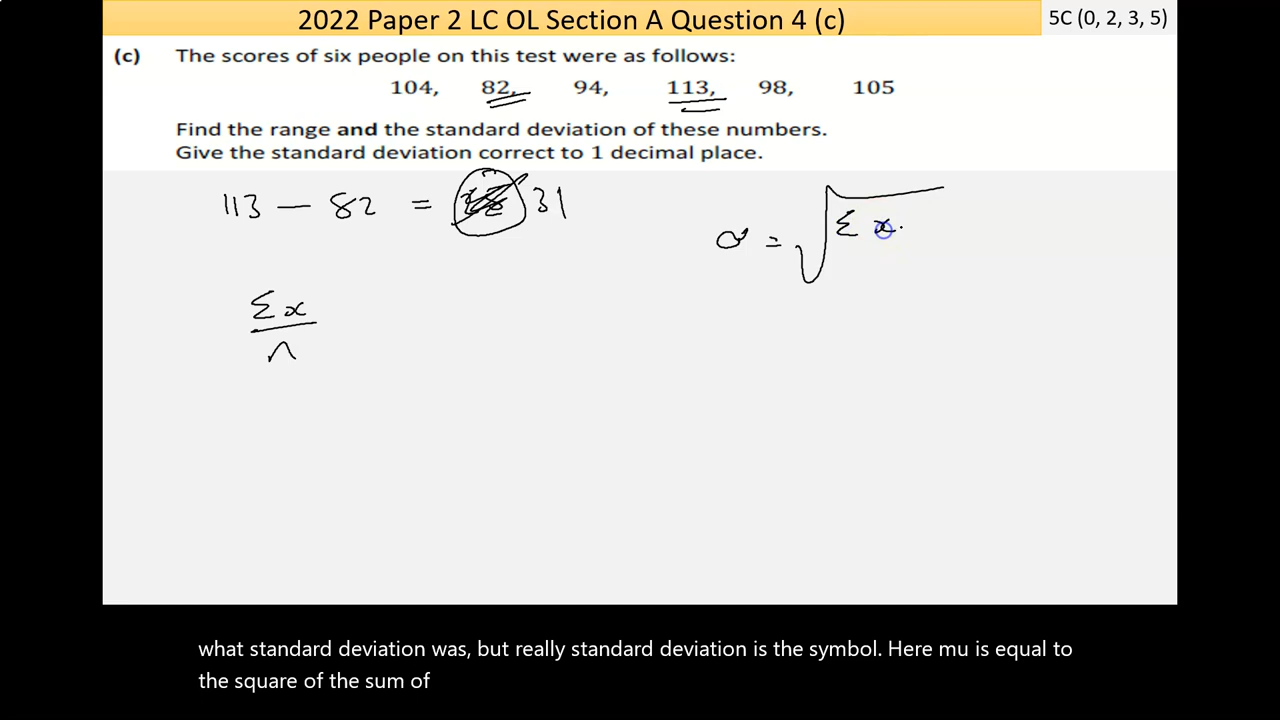 2022 Paper 2 LC OL Section A Question 4 (c)
5C (0, 2, 3, 5)
(c) The scores of six people on this test were as follows:
104, 82, 94, 113, 98, 105
Find the range and the standard deviation of these numbers.
Give the standard deviation correct to 1 decimal place.
113 — 82 = 31
σ = √Σ x
Σx
n
what standard deviation was, but really standard deviation is the symbol. Here mu is equal to
the square of the sum of